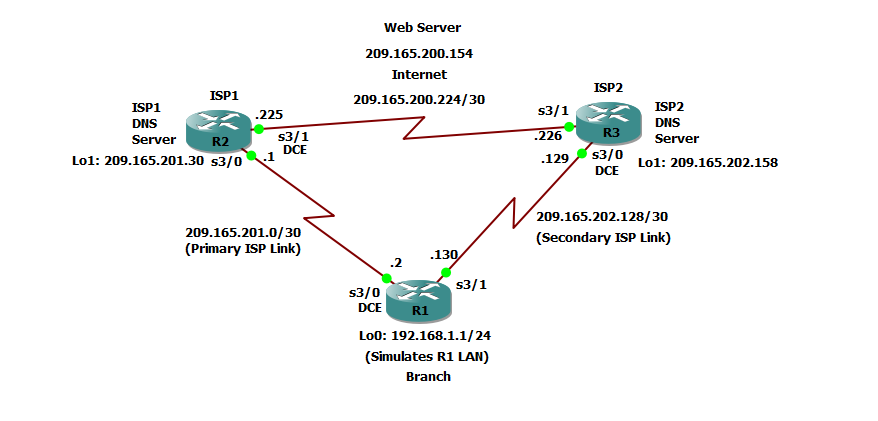 Web Server
209.165.200.154
Internet
209.165.200.224/30
ISP1
ISP1
DNS
Server
R2
.225
s3/1
DCE
Lo1: 209.165.201.30
s3/0
.1
ISP2
s3/1
R3
.226
ISP2
DNS
Server
.129
s3/0
DCE
Lo1: 209.165.202.158
209.165.201.0/30
(Primary ISP Link)
209.165.202.128/30
(Secondary ISP Link)
.2
.130
s3/0
DCE
s3/1
R1
Lo0: 192.168.1.1/24
(Simulates R1 LAN)
Branch